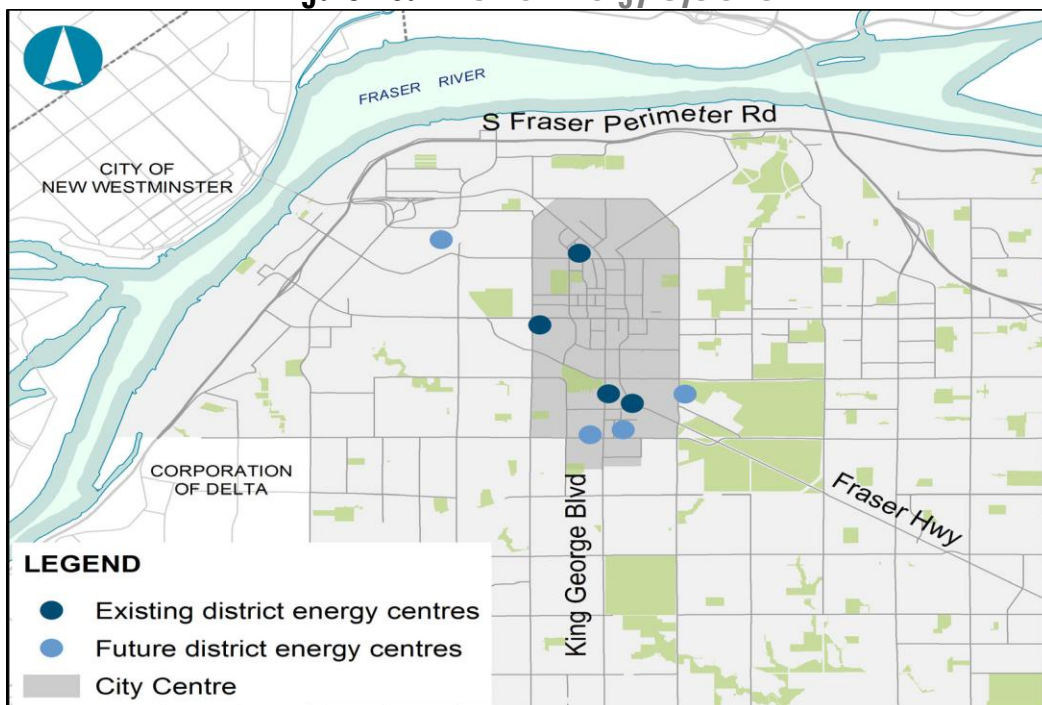 FRASER RIVER
S Fraser Perimeter Rd
CITY OF
NEW WESTMINSTER
CORPORATION
OF DELTA
King George Blvd
Fraser Hwy
LEGEND
Existing district energy centres
Future district energy centres
City Centre